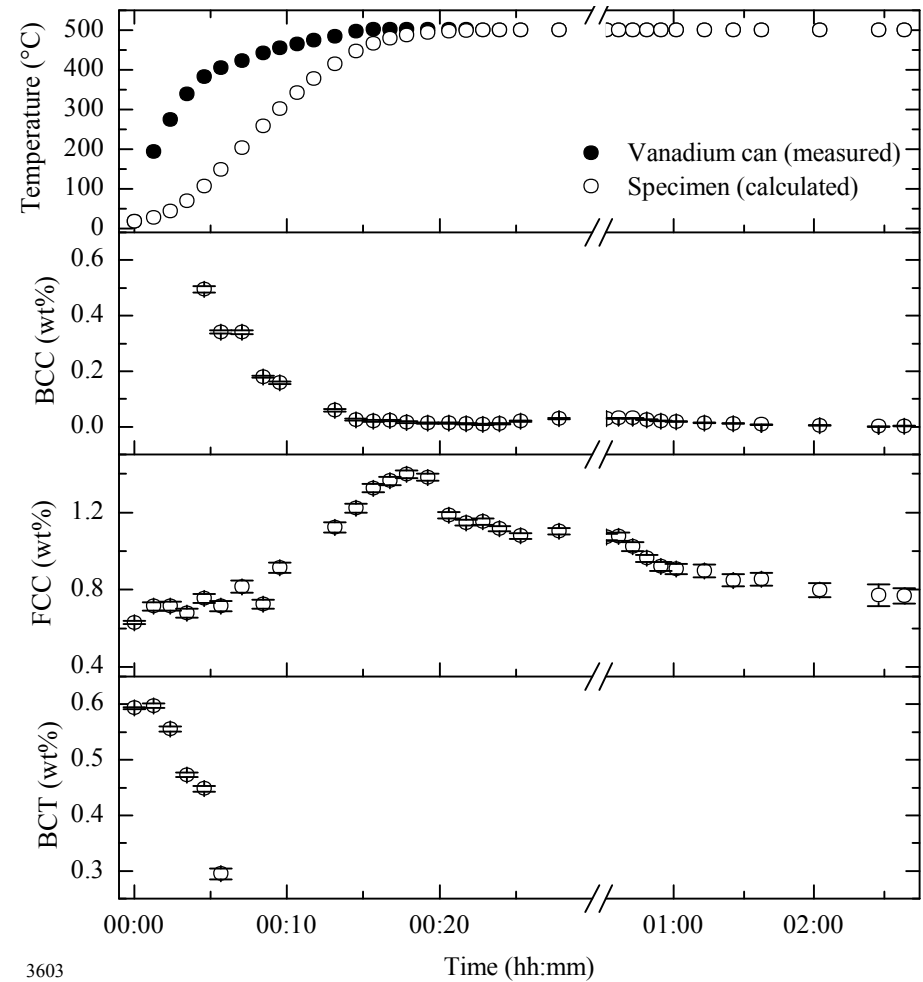 Temperature (°C)
500
400
300
200
100
0
Vanadium can (measured)
Specimen (calculated)
BCC (wt%)
0.6
0.4
0.2
0.0
FCC (wt%)
1.2
0.8
0.4
BCT (wt%)
0.6
0.5
0.4
0.3
00:00 00:10 00:20 01:00 02:00
Time (hh:mm)
3603